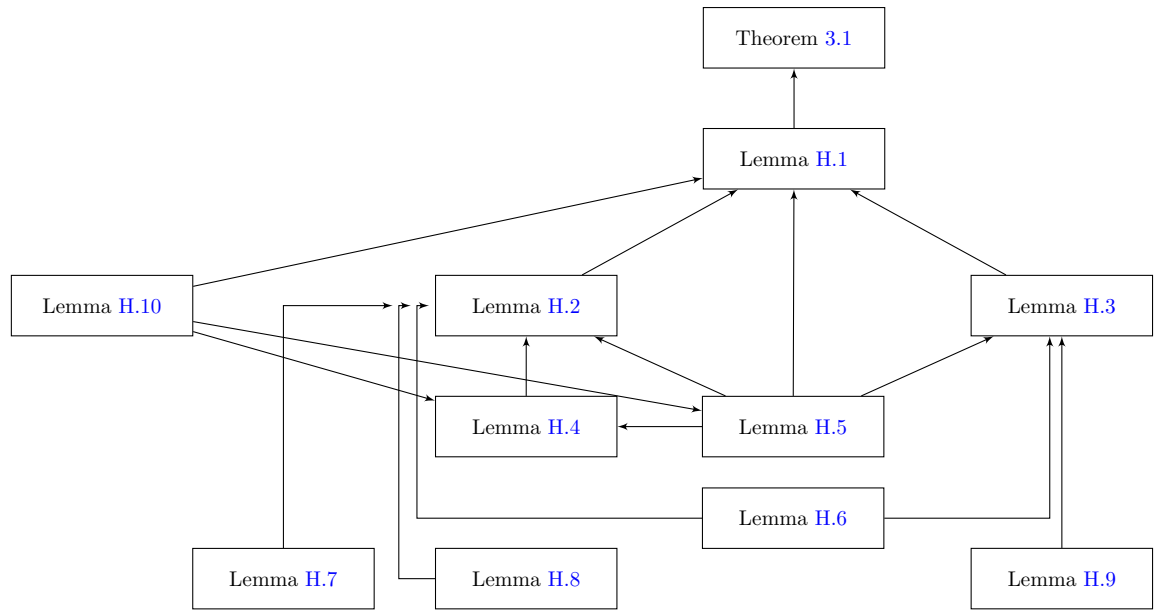 Theorem 3.1
Lemma H.1
Lemma H.10
Lemma H.2
Lemma H.3
Lemma H.4
Lemma H.5
Lemma H.6
Lemma H.7
Lemma H.8
Lemma H.9